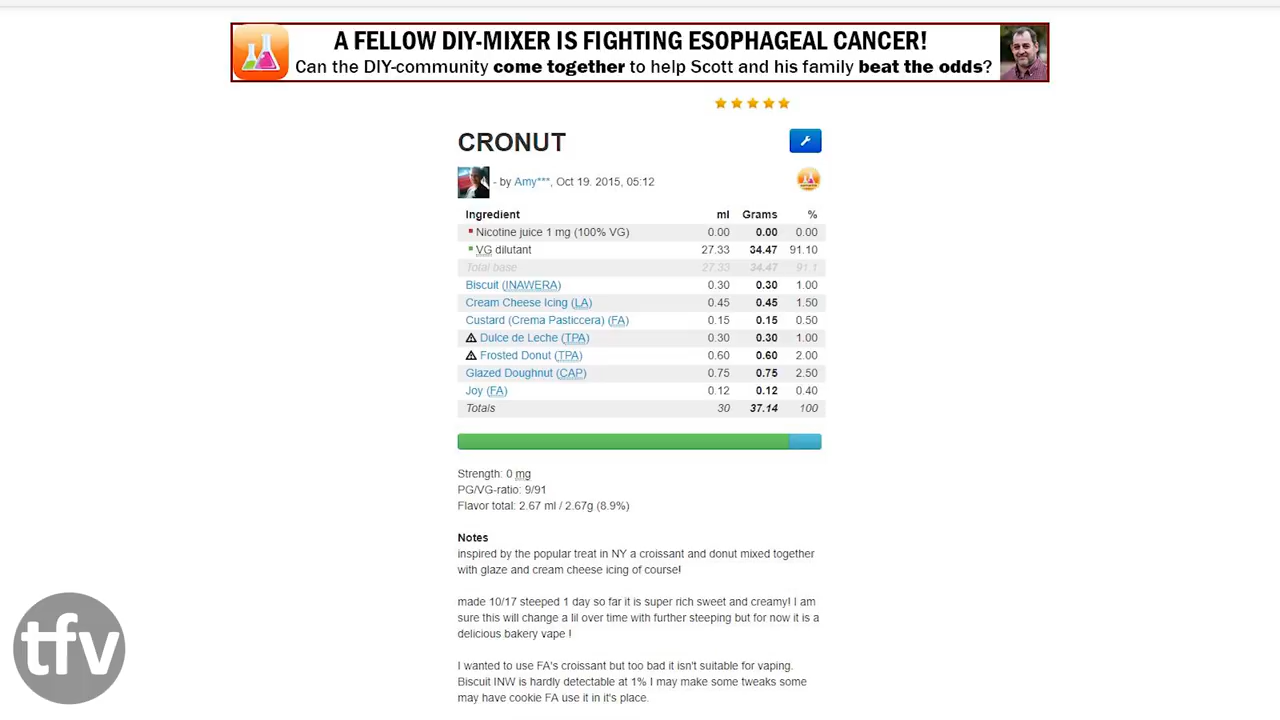 A FELLOW DIY-MIXER IS FIGHTING ESOPHAGEAL CANCER!
Can the DIY-community come together to help Scott and his family beat the odds?
CRONUT
- by Amy***, Oct 19. 2015, 05:12
Ingredient ml Grams %
Nicotine juice 1 mg (100% VG) 0.00 0.00 0.00
VG dilutant 27.33 34.47 91.10
Total base 27.33 34.47 91.1
Biscuit (INAWERA) 0.30 0.30 1.00
Cream Cheese Icing (LA) 0.45 0.45 1.50
Custard (Crema Pasticcera) (FA) 0.15 0.15 0.50
Dulce de Leche (TPA) 0.30 0.30 1.00
Frosted Donut (TPA) 0.60 0.60 2.00
Glazed Doughnut (CAP) 0.75 0.75 2.50
Joy (FA) 0.12 0.12 0.40
Totals 30 37.14 100
Strength: 0 mg
PG/VG-ratio: 9/91
Flavor total: 2.67 ml / 2.67g (8.9%)
Notes
inspired by the popular treat in NY a croissant and donut mixed together
with glaze and cream cheese icing of course!
made 10/17 steeped 1 day so far it is super rich sweet and creamy! I am
sure this will change a lil over time with further steeping but for now it is a
delicious bakery vape !
I wanted to use FA's croissant but too bad it isn't suitable for vaping.
Biscuit INW is hardly detectable at 1% I may make some tweaks some
may have cookie FA use it in it's place.
tfv